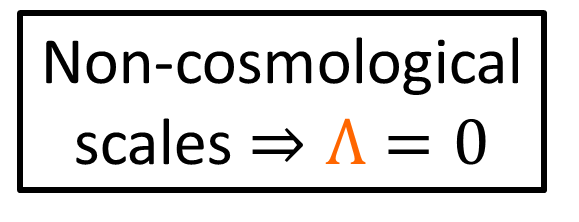 Non-cosmological
scales ⇒ Λ = 0